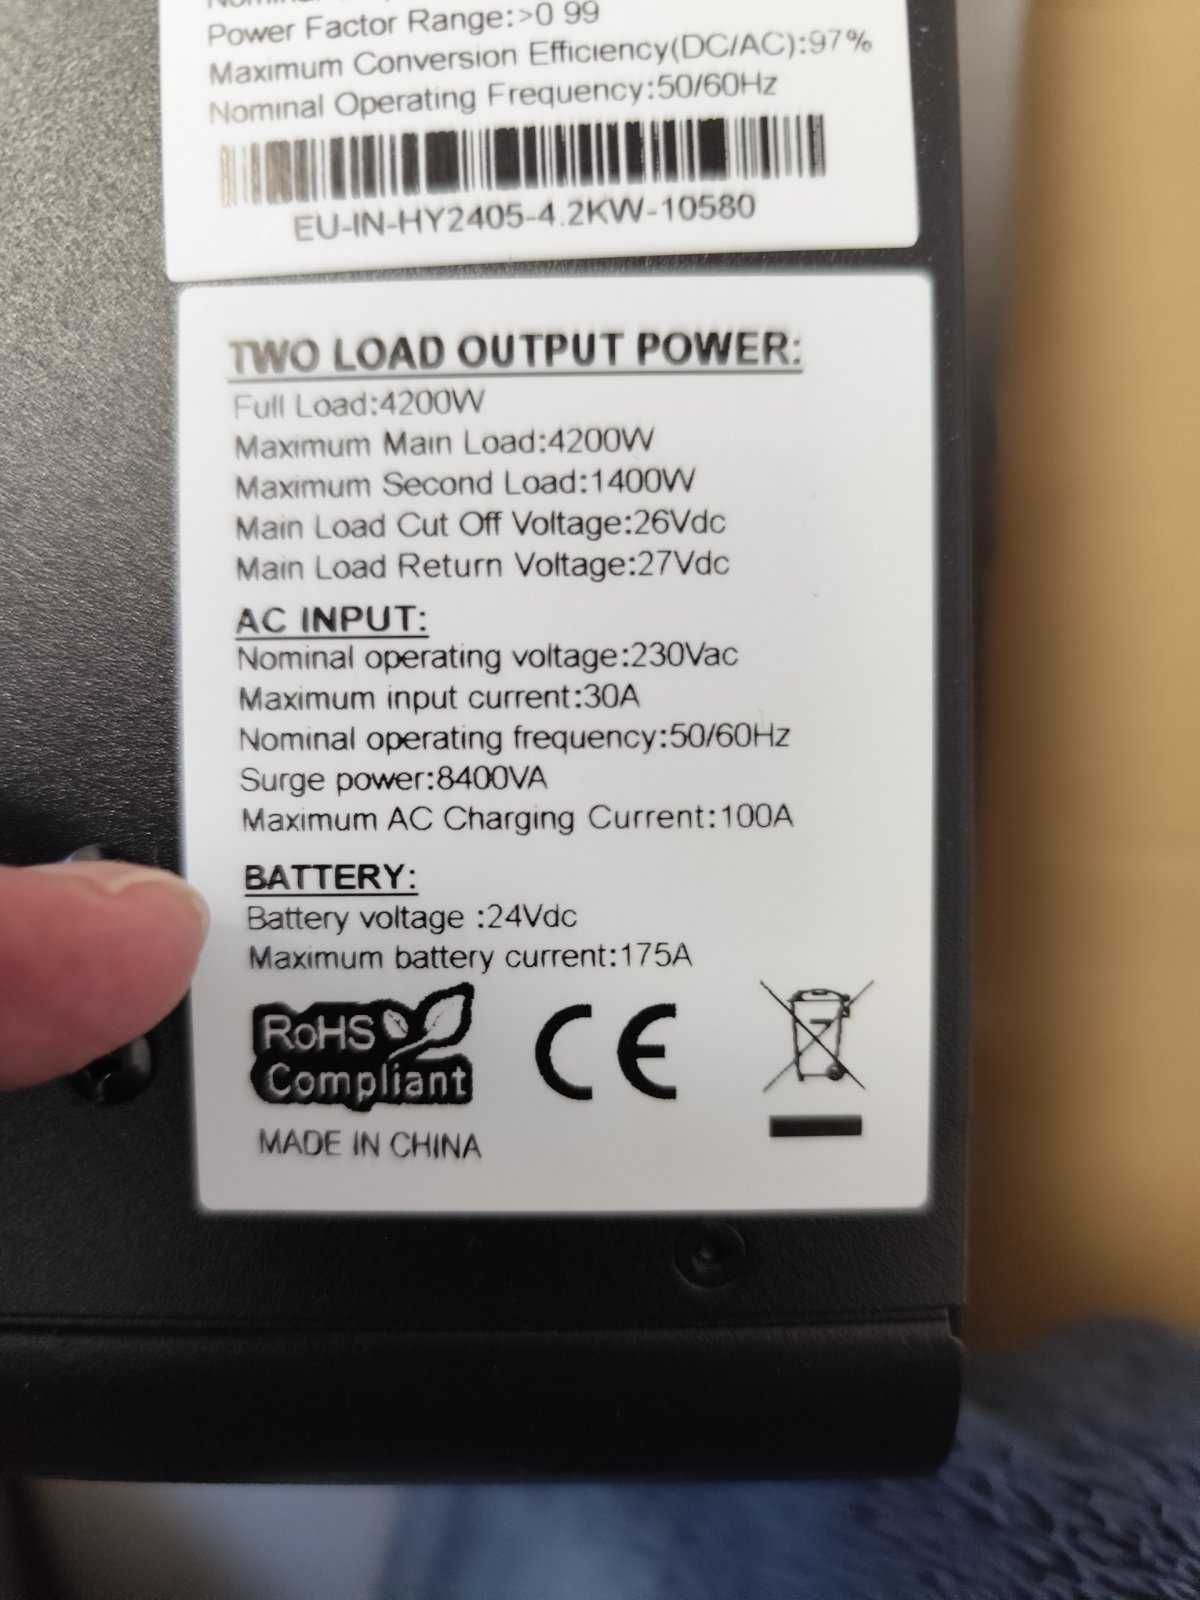 Power Factor Range:>0 99
Maximum Conversion Efficiency(DC/AC):97%
Nominal Operating Frequency:50/60Hz
EU-IN-HY2405-4.2KW-10580
TWO LOAD OUTPUT POWER:
Full Load:4200W
Maximum Main Load:4200W
Maximum Second Load:1400W
Main Load Cut Off Voltage:26Vdc
Main Load Return Voltage:27Vdc
AC INPUT:
Nominal operating voltage:230Vac
Maximum input current:30A
Nominal operating frequency:50/60Hz
Surge power:8400VA
Maximum AC Charging Current:100A
BATTERY:
Battery voltage :24Vdc
Maximum battery current:175A
RoHS
Compliant
CE
MADE IN CHINA